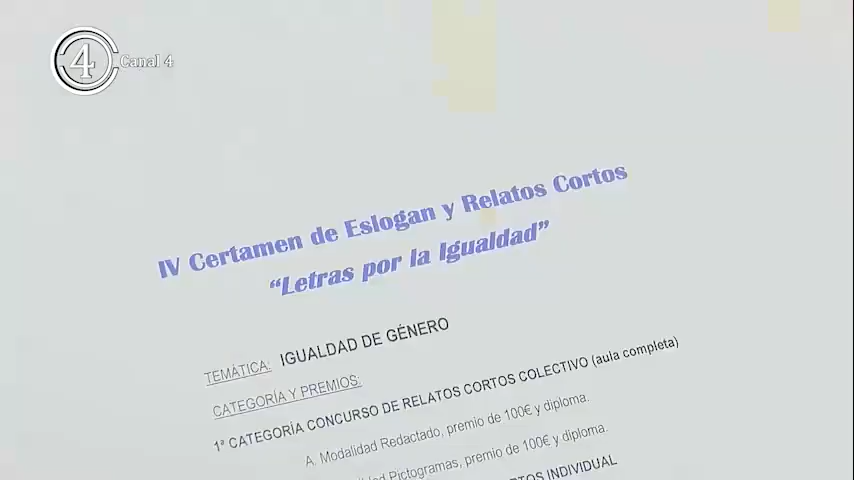 4 Canal 4
IV Certamen de Eslogan y Relatos Cortos
“Letras por la Igualdad”
TEMÁTICA: IGUALDAD DE GÉNERO
CATEGORÍA Y PREMIOS:
1ª CATEGORÍA CONCURSO DE RELATOS CORTOS COLECTIVO (aula completa)
A. Modalidad Redactado, premio de 100€ y diploma.
Pictogramas, premio de 100€ y diploma.
INDIVIDUAL